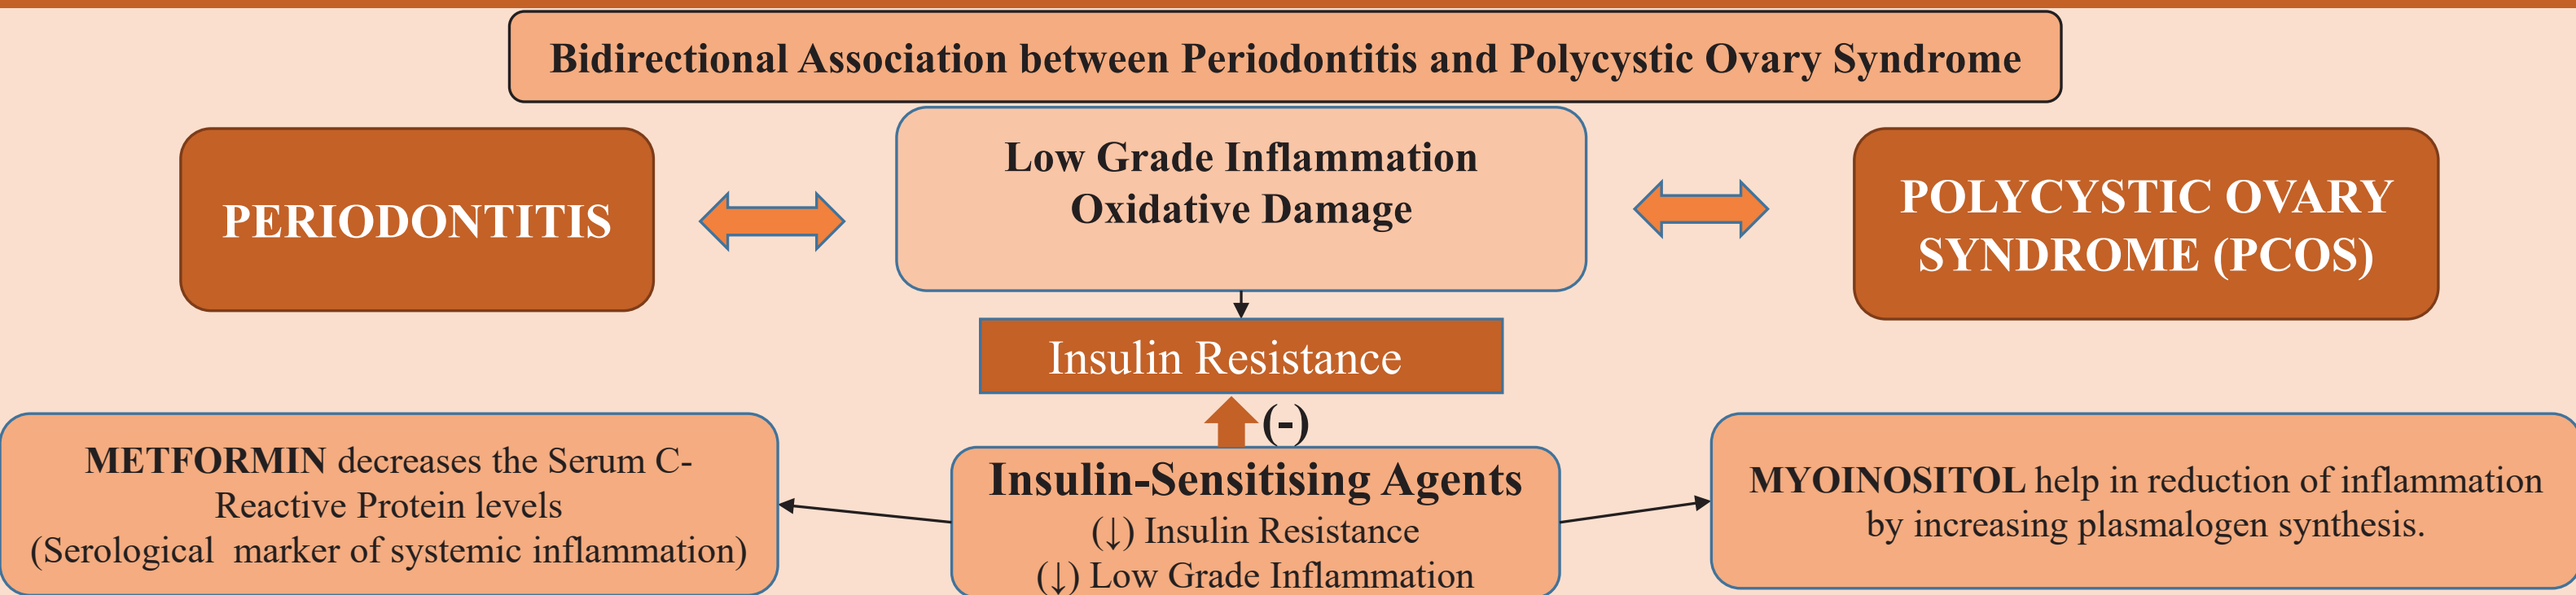 Bidirectional Association between Periodontitis and Polycystic Ovary Syndrome
PERIODONTITIS
Low Grade Inflammation
Oxidative Damage
POLYCYSTIC OVARY
SYNDROME (PCOS)
Insulin Resistance
(-)
METFORMIN decreases the Serum C-
Reactive Protein levels
(Serological marker of systemic inflammation)
Insulin-Sensitising Agents
(↓) Insulin Resistance
(↓) Low Grade Inflammation
MYOINOSITOL help in reduction of inflammation
by increasing plasmalogen synthesis.